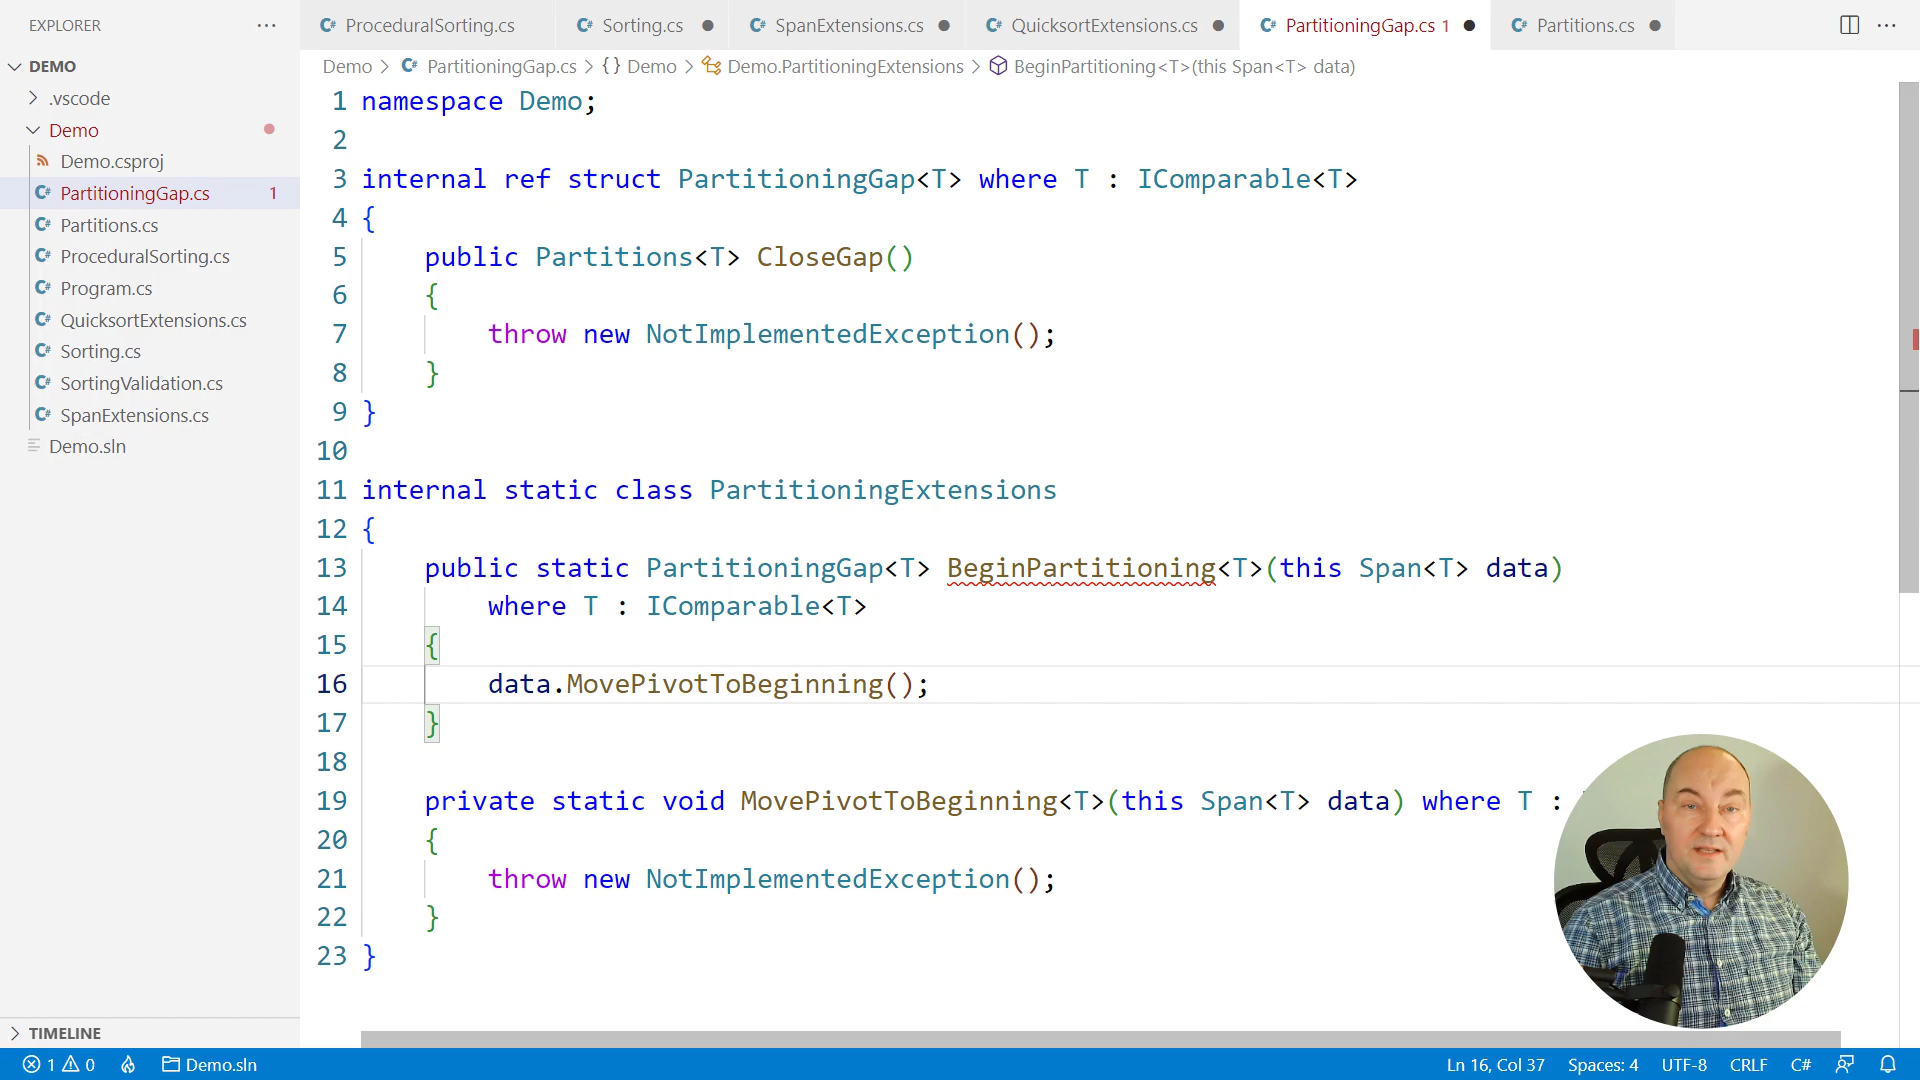 EXPLORER
ProceduralSorting.cs
Sorting.cs
SpanExtensions.cs
QuicksortExtensions.cs
PartitioningGap.cs 1
Partitions.cs
DEMO
.vscode
Demo
Demo.csproj
PartitioningGap.cs 1
Partitions.cs
ProceduralSorting.cs
Program.cs
QuicksortExtensions.cs
Sorting.cs
SortingValidation.cs
SpanExtensions.cs
Demo.sln
TIMELINE
Demo > PartitioningGap.cs > {} Demo > Demo.PartitioningExtensions > BeginPartitioning<T>(this Span<T> data)
1 namespace Demo;
2
3 internal ref struct PartitioningGap<T> where T : IComparable<T>
4 {
5 public Partitions<T> CloseGap()
6 {
7 throw new NotImplementedException();
8 }
9 }
10
11 internal static class PartitioningExtensions
12 {
13 public static PartitioningGap<T> BeginPartitioning<T>(this Span<T> data)
14 where T : IComparable<T>
15 {
16 data.MovePivotToBeginning();
17 }
18
19 private static void MovePivotToBeginning<T>(this Span<T> data) where T :
20 {
21 throw new NotImplementedException();
22 }
23 }
1 0 Demo.sln Ln 16, Col 37 Spaces: 4 UTF-8 CRLF C#